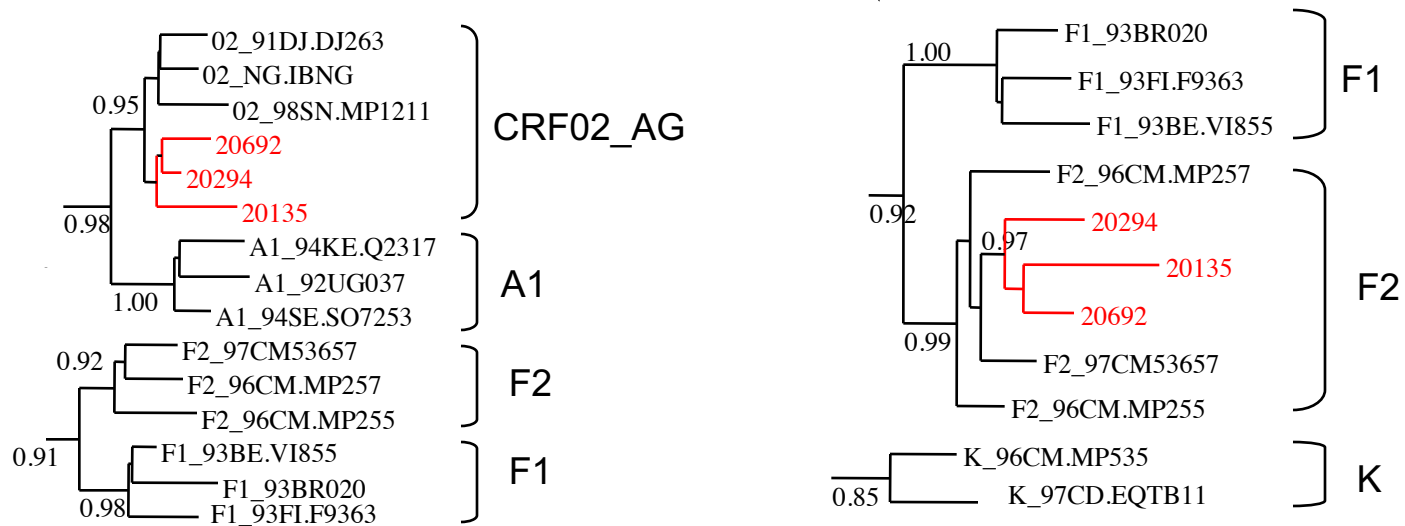 02_91DJ.DJ263
02_NG.IBNG
0.95
02_98SN.MP1211
CRF02_AG
20692
20294
20135
0.98
A1_94KE.Q2317
A1_92UG037
A1
1.00
A1_94SE.SO7253
F2_97CM53657
0.92
F2_96CM.MP257
F2
F2_96CM.MP255
F1_93BE.VI855
0.91
F1_93BR020
F1
0.98
F1_93FI.F9363
F1_93BR020
1.00
F1_93FI.F9363
F1
F1_93BE.VI855
F2_96CM.MP257
0.92
20294
0.97
20135
F2
20692
0.99
F2_97CM53657
F2_96CM.MP255
K_96CM.MP535
K
0.85
K_97CD.EQTB11